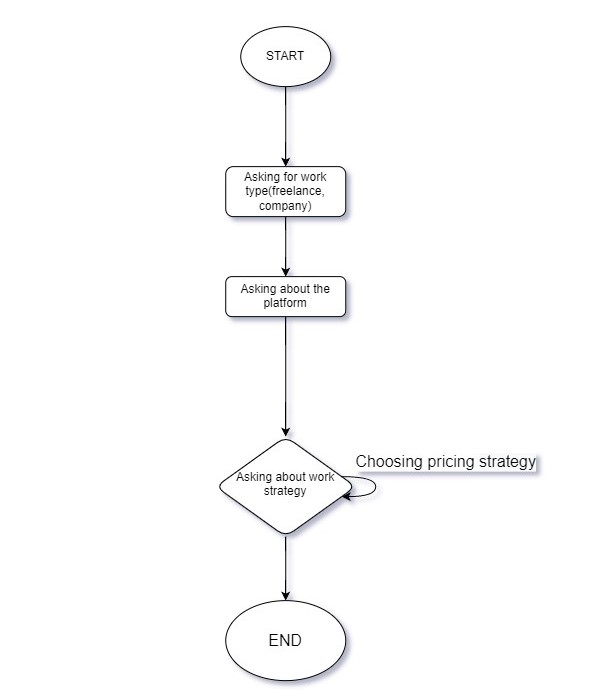 START
Asking for work
type(freelance,
company)
Asking about the
platform
Choosing pricing strategy
Asking about work
strategy
END